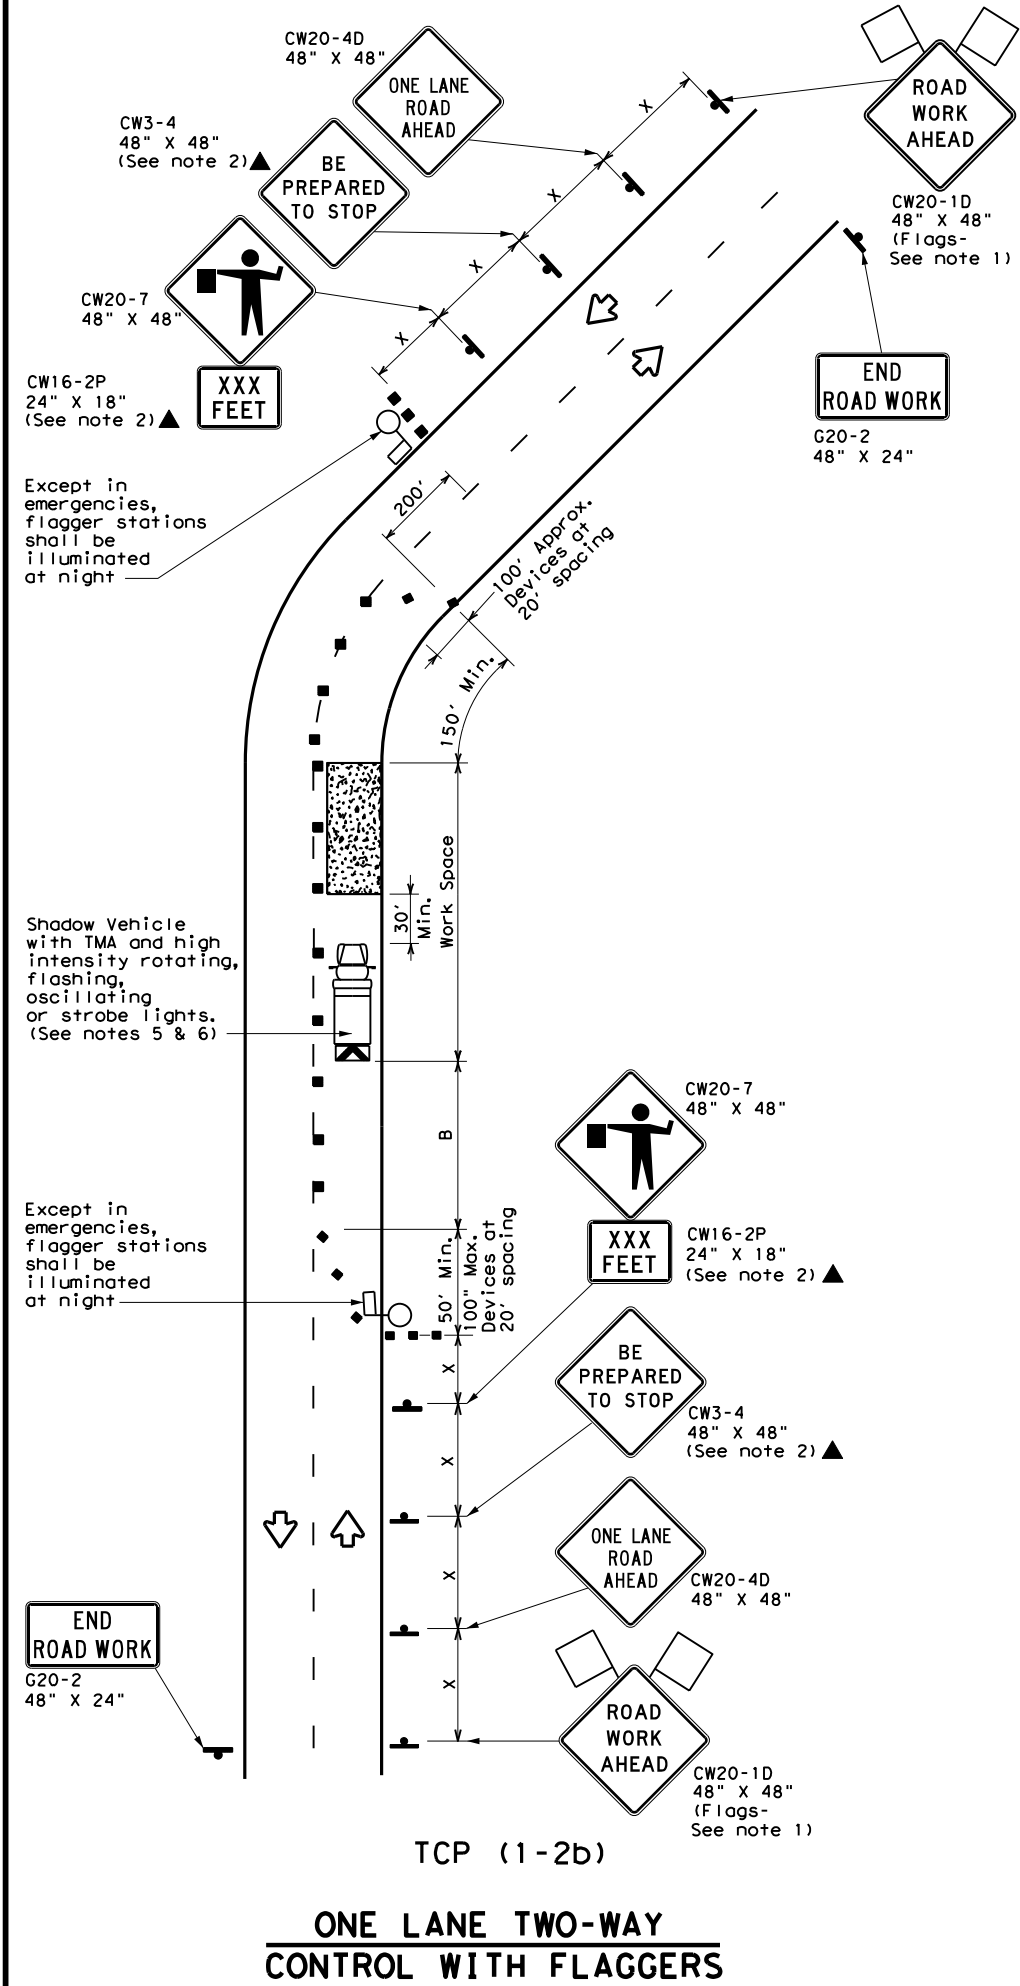 CW20-4D
48" X 48"
ONE LANE
ROAD
AHEAD
ROAD
WORK
AHEAD
CW20-1D
48" X 48"
(Flags-
See note 1)
CW3-4
48" X 48"
(See note 2)
BE
PREPARED
TO STOP
CW20-7
48" X 48"
CW16-2P
24" X 18"
(See note 2)
XXX
FEET
X
X
X
X
END
ROAD WORK
G20-2
48" X 24"
Except in
emergencies,
flagger stations
shall be
illuminated
at night
200'
100' Approx.
Devices at
20' spacing
150' Min.
Work Space
30'
Min.
Shadow Vehicle
with TMA and high
intensity rotating,
flashing,
oscillating
or strobe lights.
(See notes 5 & 6)
B
CW20-7
48" X 48"
XXX
FEET
CW16-2P
24" X 18"
(See note 2)
Except in
emergencies,
flagger stations
shall be
illuminated
at night
50' Min.
100" Max.
Devices at
20' spacing
X
X
X
X
BE
PREPARED
TO STOP
CW3-4
48" X 48"
(See note 2)
ONE LANE
ROAD
AHEAD
CW20-4D
48" X 48"
END
ROAD WORK
G20-2
48" X 24"
ROAD
WORK
AHEAD
CW20-1D
48" X 48"
(Flags-
See note 1)
TCP (1-2b)
ONE LANE TWO-WAY
CONTROL WITH FLAGGERS